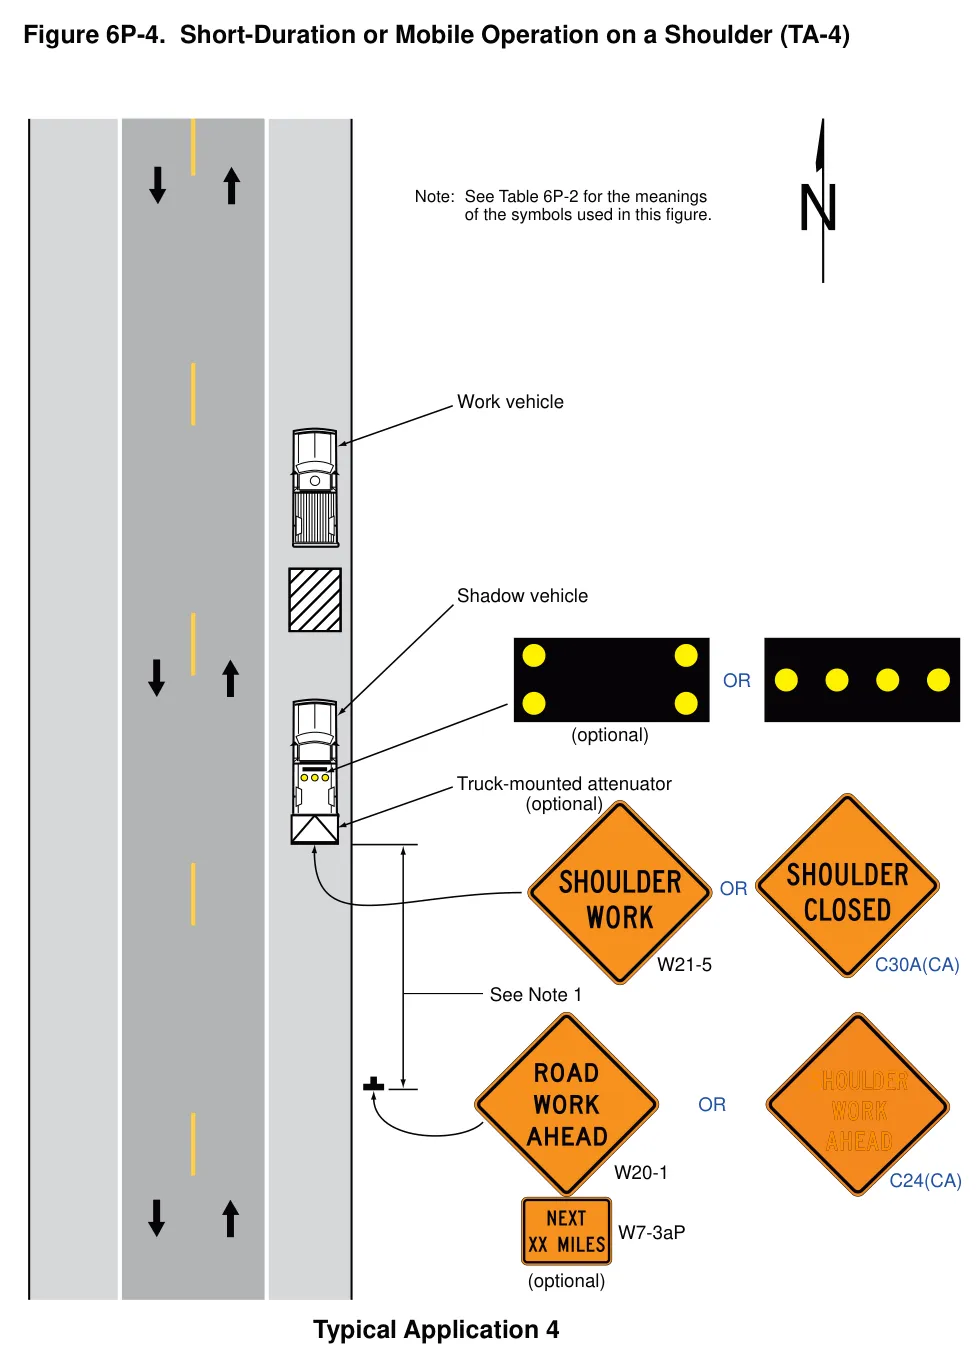 Figure 6P-4. Short-Duration or Mobile Operation on a Shoulder (TA-4)
Note: See Table 6P-2 for the meanings
of the symbols used in this figure.
N
Work vehicle
Shadow vehicle
OR
(optional)
Truck-mounted attenuator
(optional)
SHOULDER
WORK
W21-5
OR
SHOULDER
CLOSED
C30A(CA)
See Note 1
ROAD
WORK
AHEAD
W20-1
OR
HOULDER
WORK
AHEAD
C24(CA)
NEXT
XX MILES
W7-3aP
(optional)
Typical Application 4